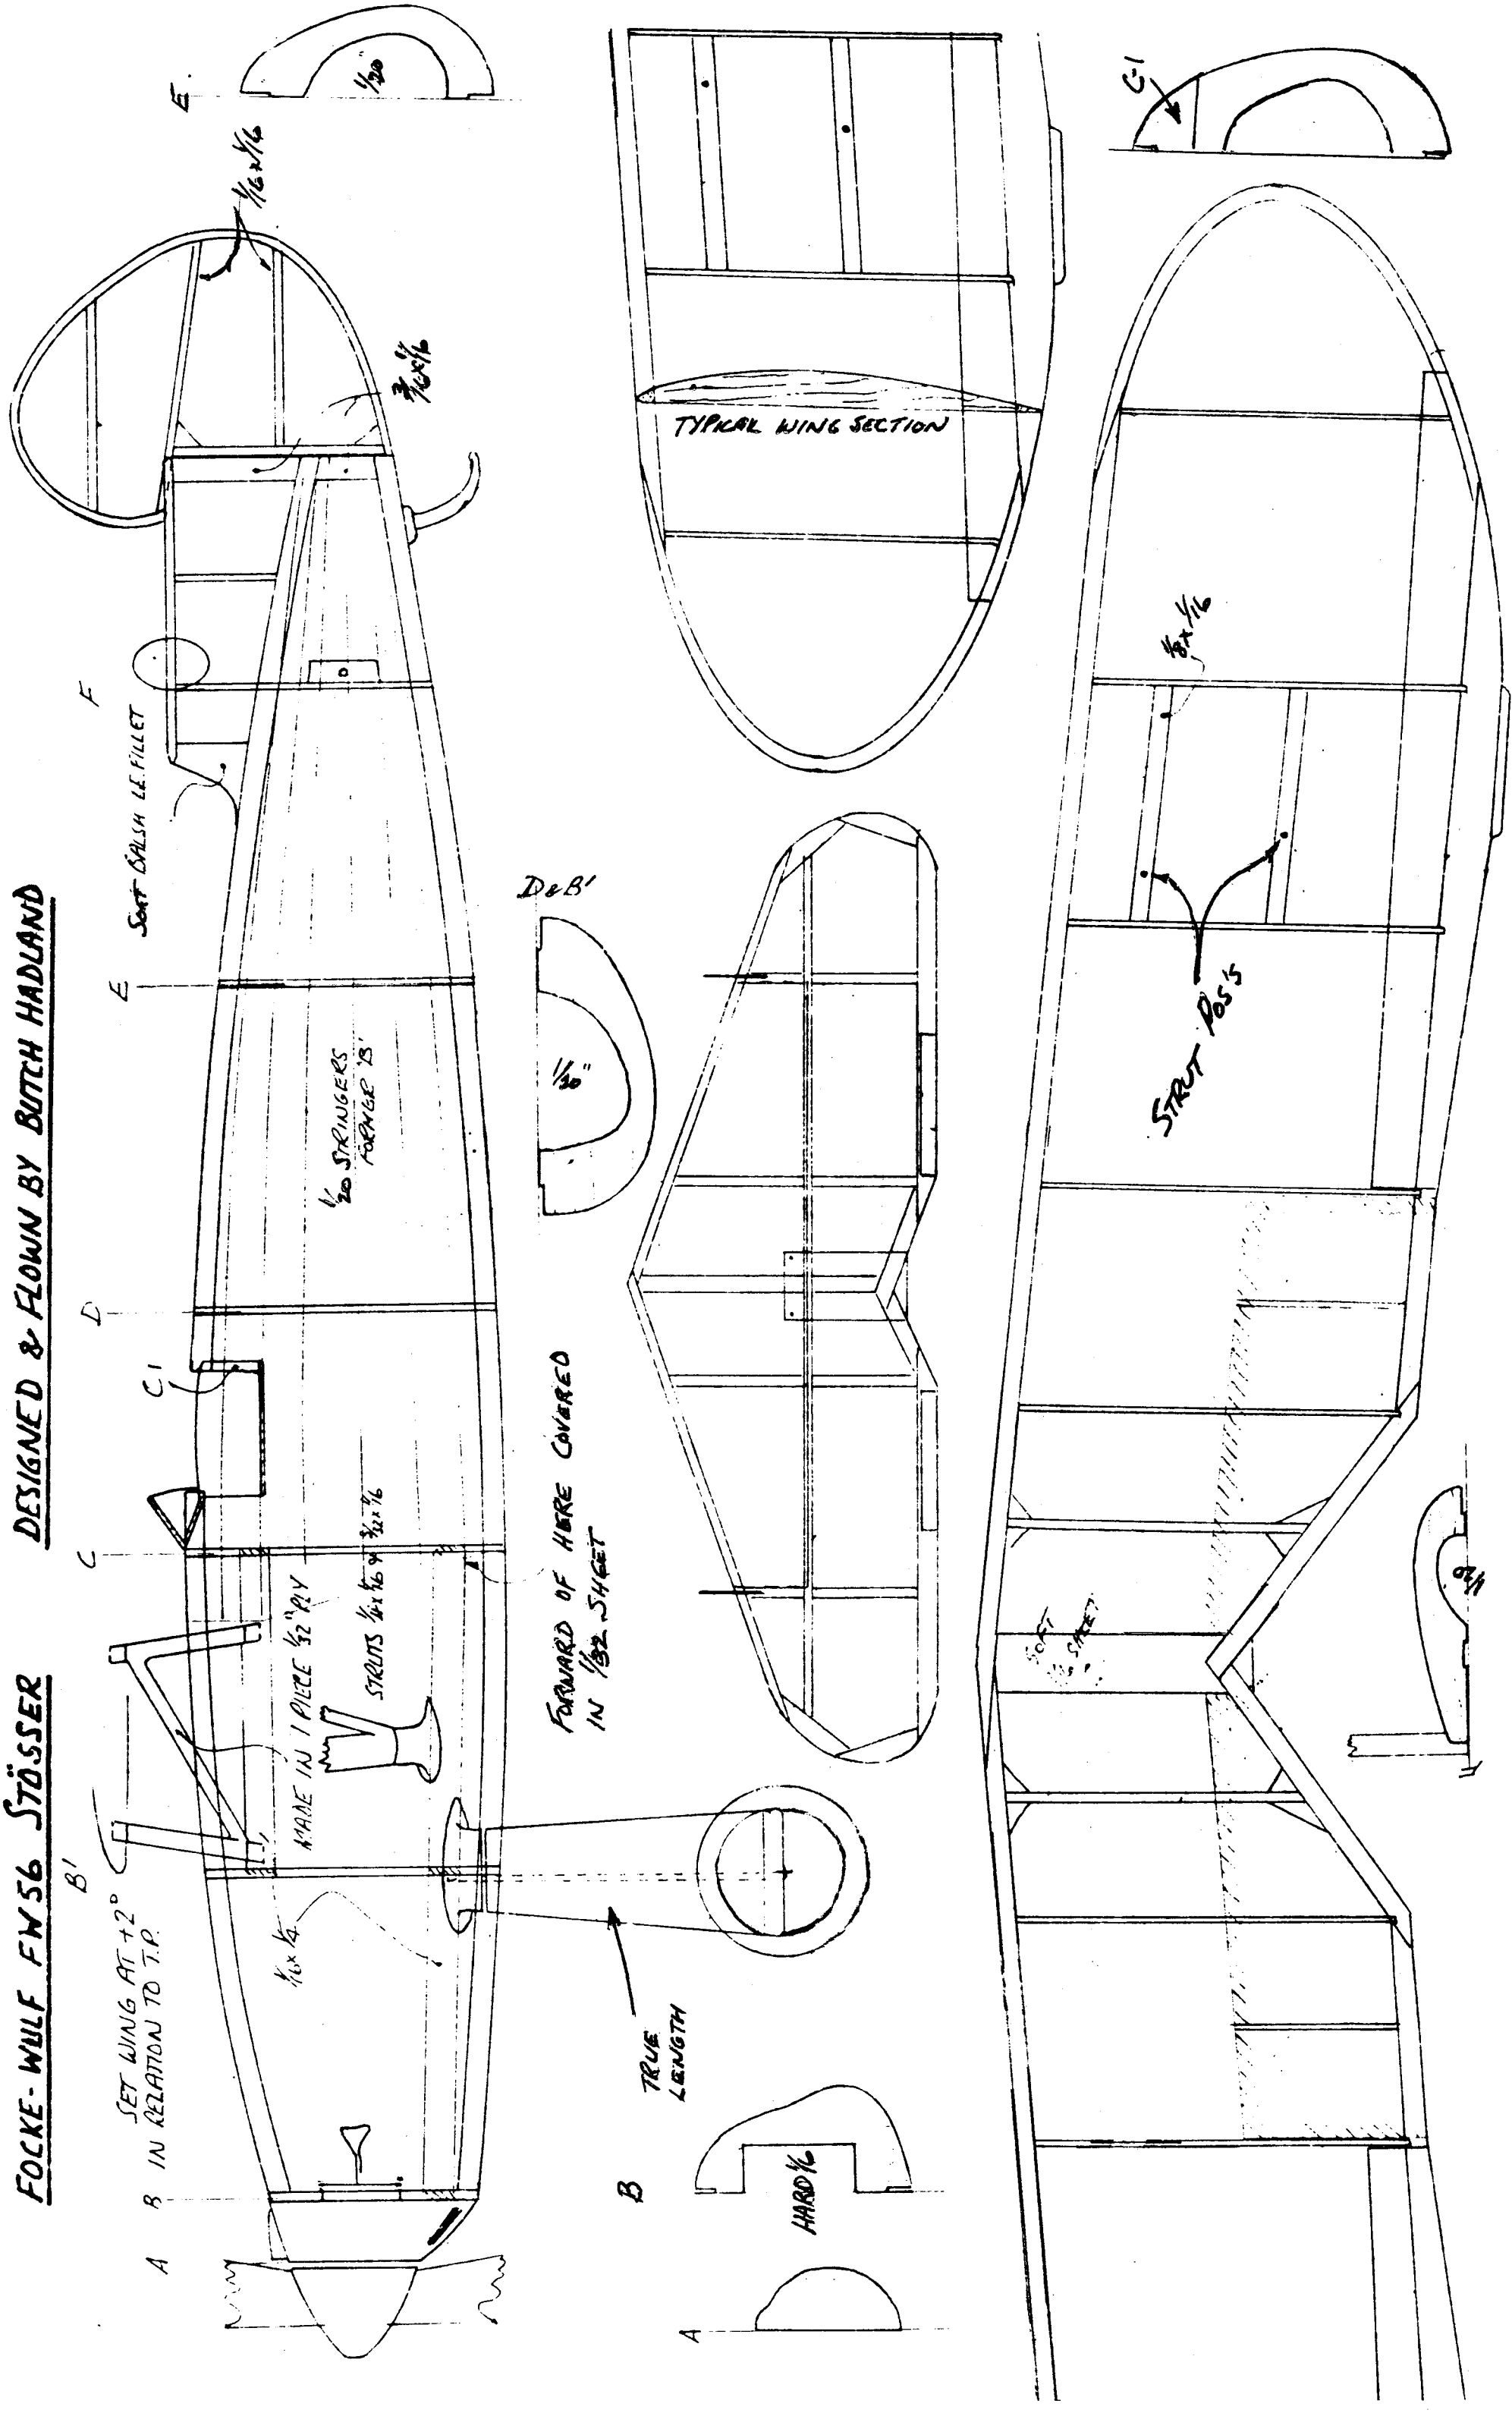 FOCKE-WULF FW56 STÖSSER
DESIGNED & FLOWN BY BUTCH HADLAND
SET WING AT +2°
IN RELATION TO T.P.
A
B
B'
C
C1
D
E
F
E
SOFT BALSA L.E. FILLET
1/16 x 1/16
1/20
3/16 x 1/16
1/16 x 1/4
MADE IN 1 PIECE 1/32" PLY
STRUTS 1/16 x 1/16 & 3/32 x 1/16
1/20 STRINGERS
FORMER 'B'
FORWARD OF HERE COVERED
IN 1/32 SHEET
D & B'
1/20"
TRUE
LENGTH
A
B
HARD 1/16
TYPICAL WING SECTION
C-1
1/8 x 1/16
STRUT POS'S
SOFT
SHEET
1/20